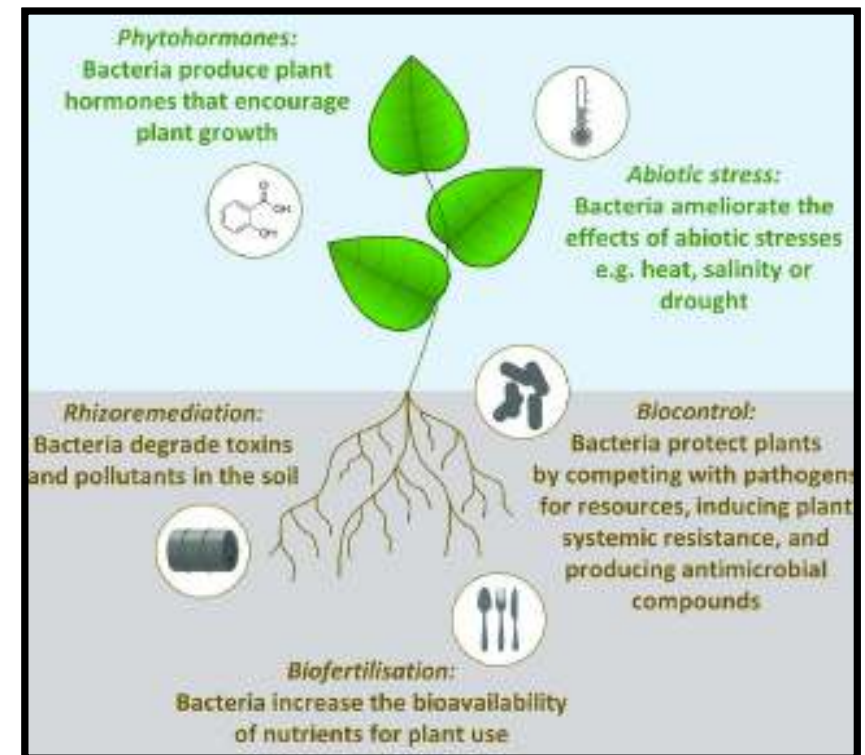 Phytohormones:
Bacteria produce plant
hormones that encourage
plant growth
O
OH
OH
Abiotic stress:
Bacteria ameliorate the
effects of abiotic stresses
e.g. heat, salinity or
drought
Rhizoremediation:
Bacteria degrade toxins
and pollutants in the soil
Biocontrol:
Bacteria protect plants
by competing with pathogens
for resources, inducing plant
systemic resistance, and
producing antimicrobial
compounds
Biofertilisation:
Bacteria increase the bioavailability
of nutrients for plant use